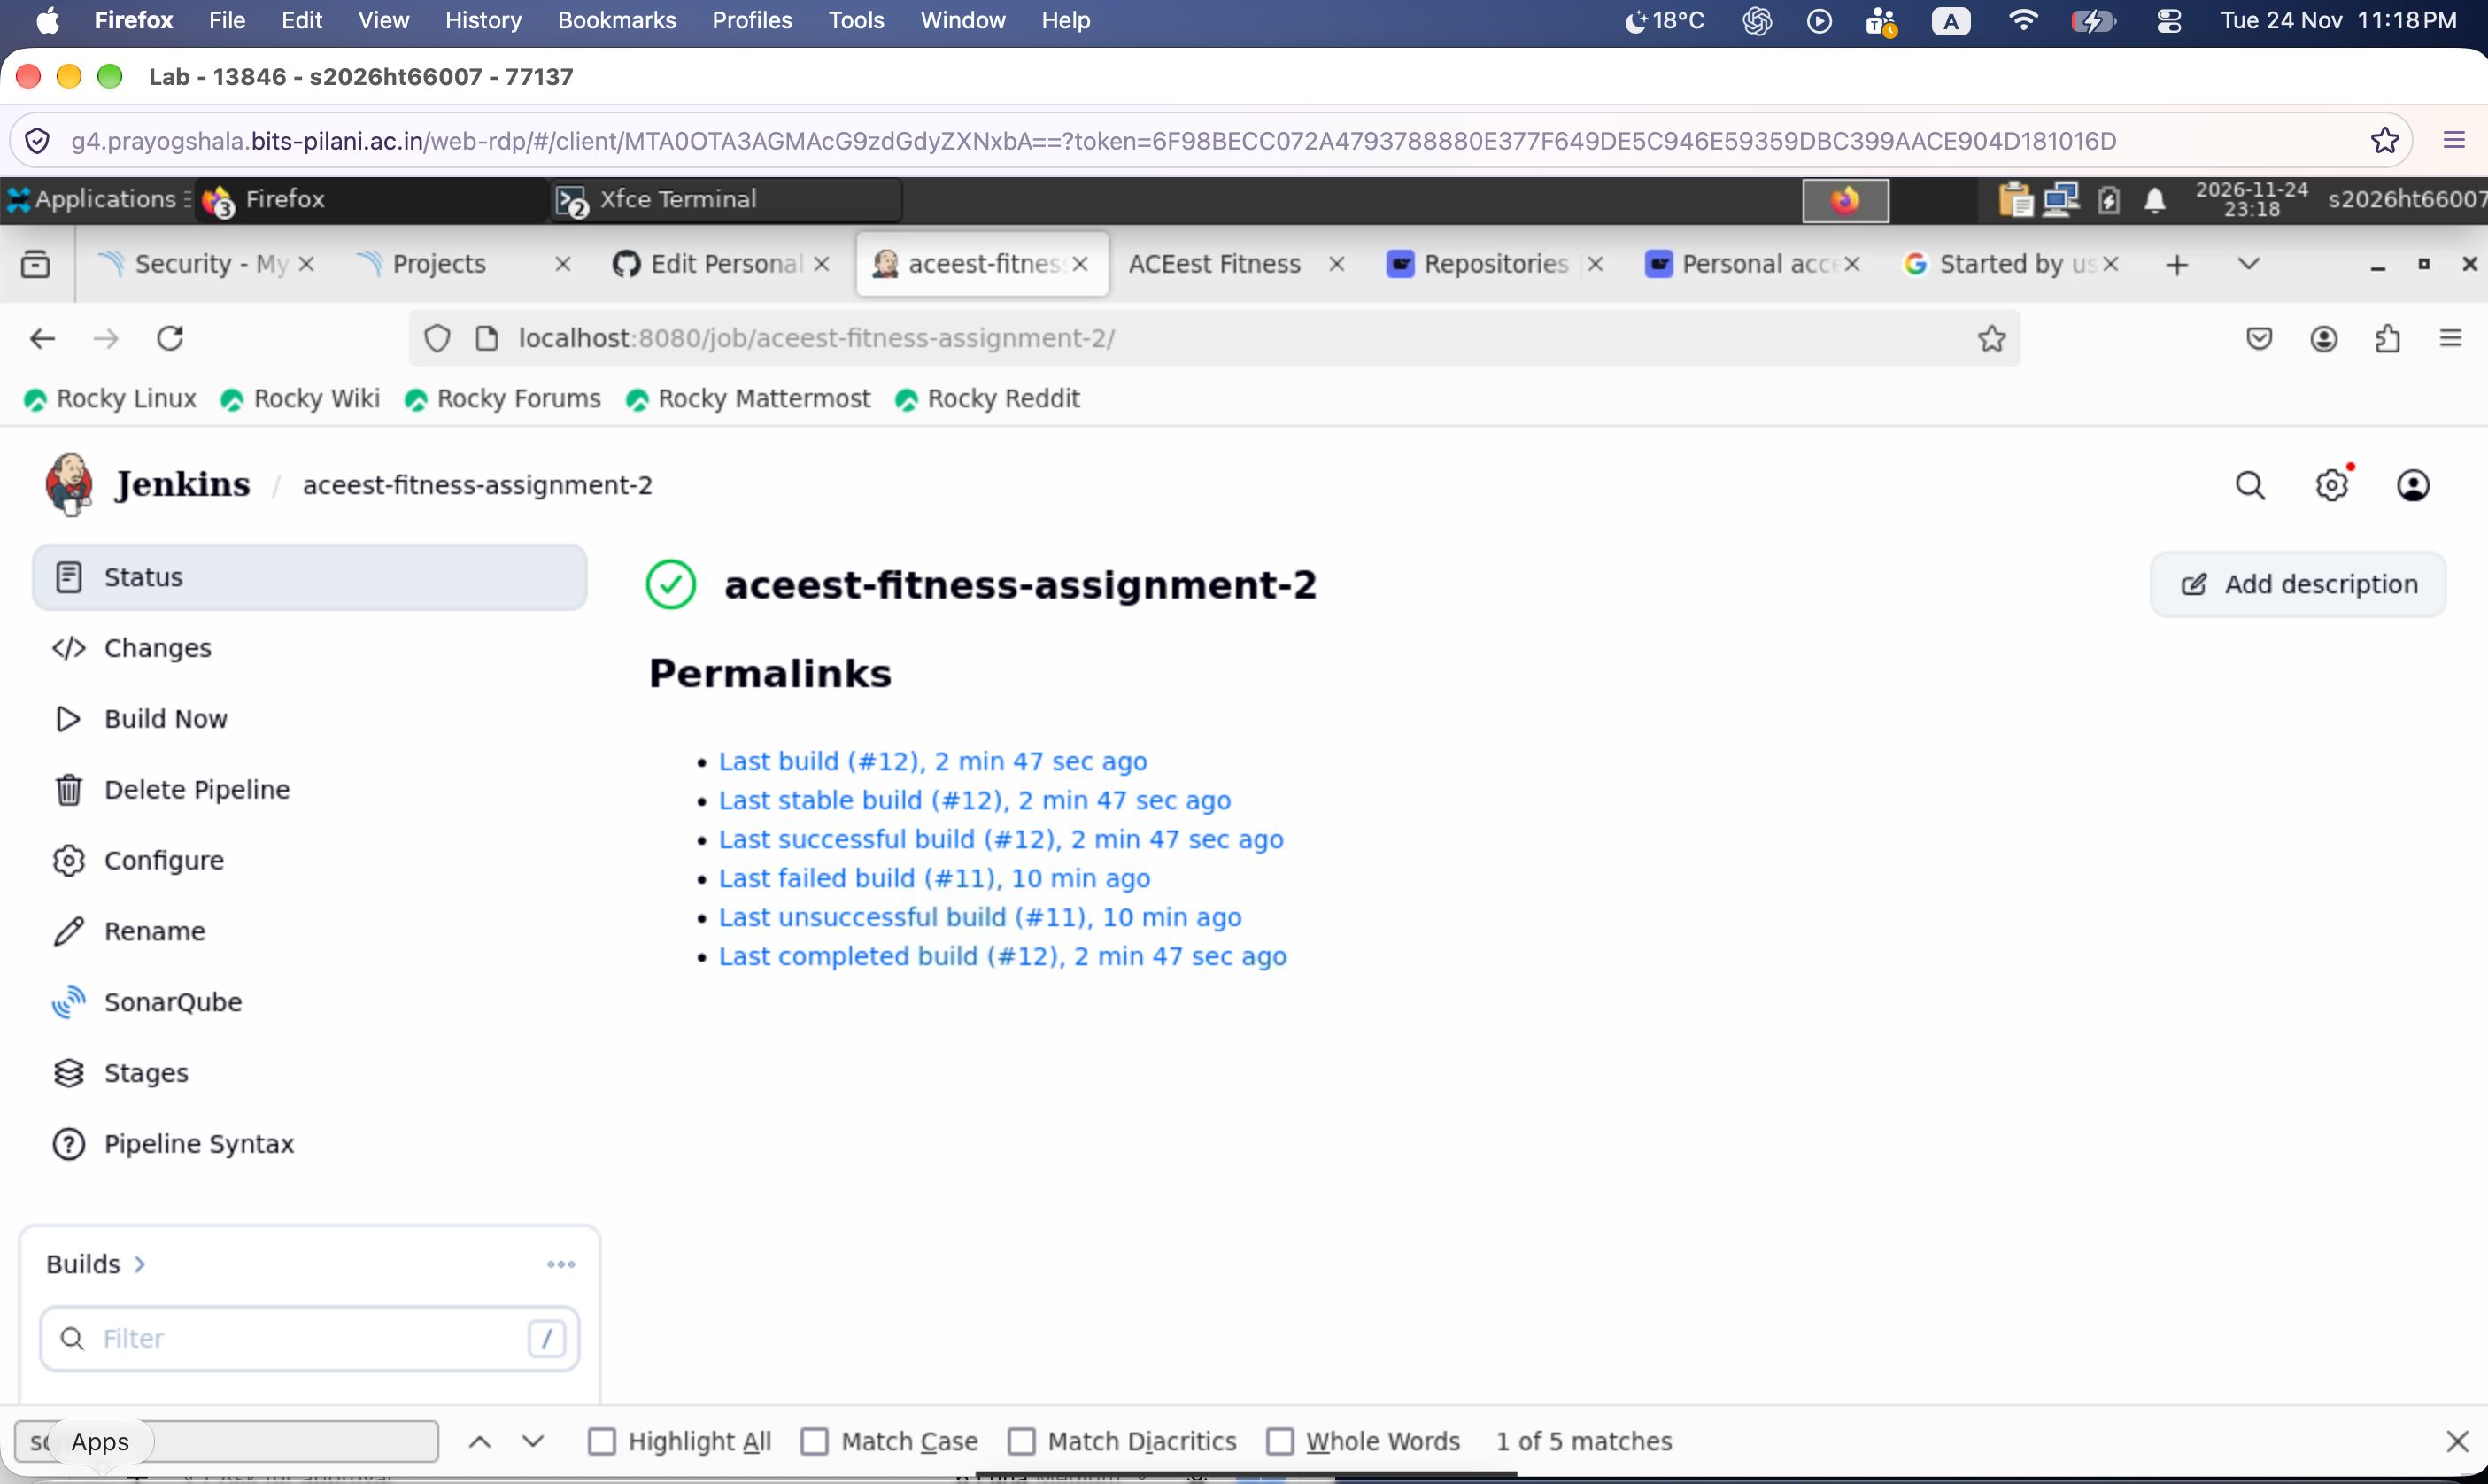 Firefox File Edit View History Bookmarks Profiles Tools Window Help 18°C A Tue 24 Nov 11:18 PM
Lab - 13846 - s2026ht66007 - 77137
g4.prayogshala.bits-pilani.ac.in/web-rdp/#/client/MTA0OTA3AGMAcG9zdGdyZXNxbA==?token=6F98BECC072A4793788880E377F649DE5C946E59359DBC399AACE904D181016D
Applications 3 Firefox 2 Xfce Terminal 2026-11-24 23:18 s2026ht66007
Security - My Projects Edit Personal aceest-fitness ACEest Fitness Repositories Personal acce Started by us
localhost:8080/job/aceest-fitness-assignment-2/
Rocky Linux Rocky Wiki Rocky Forums Rocky Mattermost Rocky Reddit
Jenkins / aceest-fitness-assignment-2
Status
Changes
Build Now
Delete Pipeline
Configure
Rename
SonarQube
Stages
Pipeline Syntax
Builds
Filter /
aceest-fitness-assignment-2
Add description
Permalinks
Last build (#12), 2 min 47 sec ago
Last stable build (#12), 2 min 47 sec ago
Last successful build (#12), 2 min 47 sec ago
Last failed build (#11), 10 min ago
Last unsuccessful build (#11), 10 min ago
Last completed build (#12), 2 min 47 sec ago
Apps Highlight All Match Case Match Diacritics Whole Words 1 of 5 matches